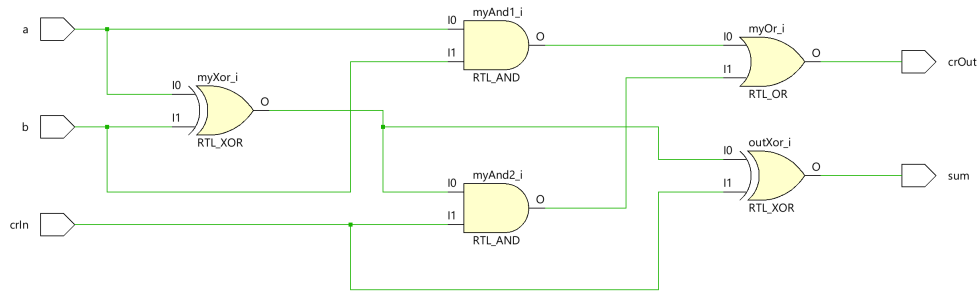 myAnd1_i
a
I0
I1
O
RTL_AND
myOr_i
I0
I1
O
RTL_OR
crOut
myXor_i
I0
I1
O
RTL_XOR
b
outXor_i
I0
I1
O
RTL_XOR
sum
myAnd2_i
I0
I1
O
RTL_AND
crIn